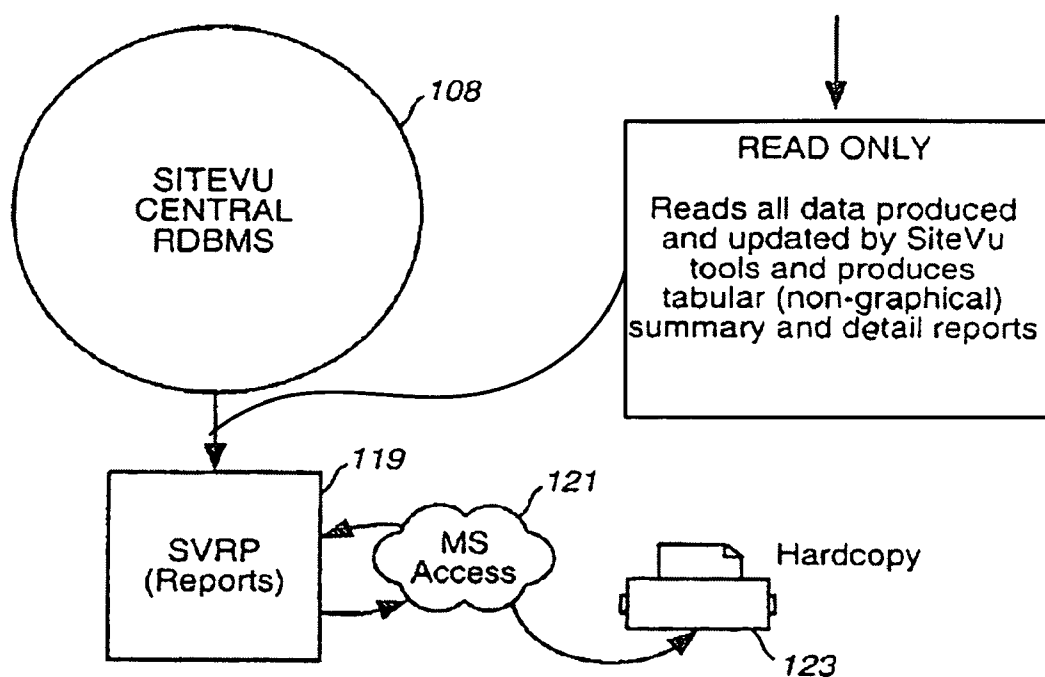 108
SITEVU
CENTRAL
RDBMS
READ ONLY
Reads all data produced
and updated by SiteVu
tools and produces
tabular (non-graphical)
summary and detail reports
119
SVRP
(Reports)
121
MS
Access
Hardcopy
123